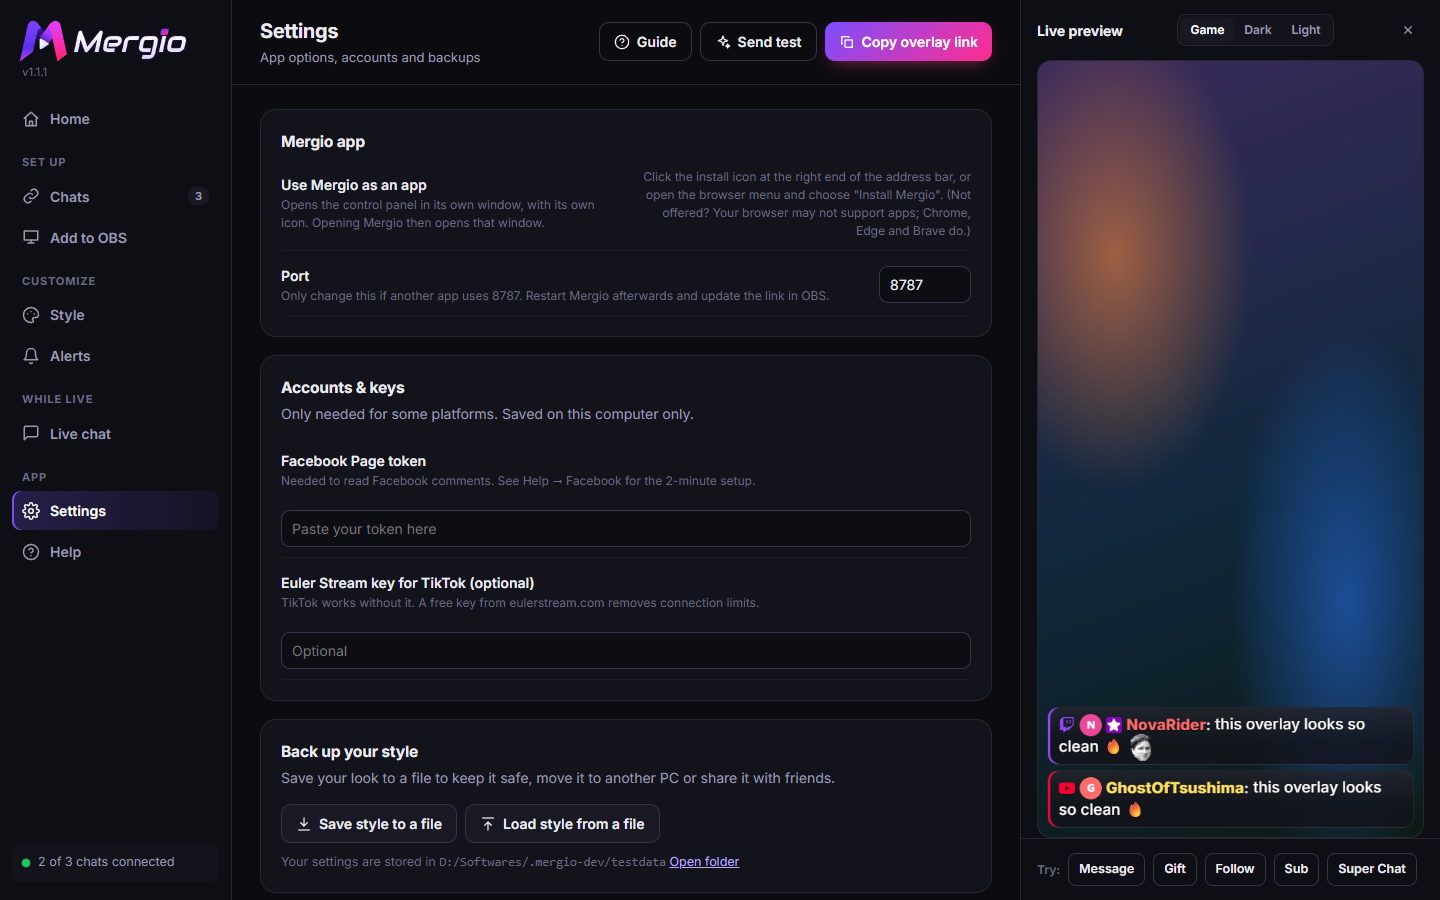 Mergio
v1.1.1
Home
SET UP
Chats
3
Add to OBS
CUSTOMIZE
Style
Alerts
WHILE LIVE
Live chat
APP
Settings
Help
2 of 3 chats connected
Settings
App options, accounts and backups
Guide
Send test
Copy overlay link
Mergio app
Use Mergio as an app
Opens the control panel in its own window, with its own
icon. Opening Mergio then opens that window.
Click the install icon at the right end of the address bar, or
open the browser menu and choose "Install Mergio". (Not
offered? Your browser may not support apps; Chrome,
Edge and Brave do.)
Port
Only change this if another app uses 8787. Restart Mergio afterwards and update the link in OBS.
8787
Accounts & keys
Only needed for some platforms. Saved on this computer only.
Facebook Page token
Needed to read Facebook comments. See Help → Facebook for the 2-minute setup.
Paste your token here
Euler Stream key for TikTok (optional)
TikTok works without it. A free key from eulerstream.com removes connection limits.
Optional
Back up your style
Save your look to a file to keep it safe, move it to another PC or share it with friends.
Save style to a file
Load style from a file
Your settings are stored in D:/Softwares/.mergio-dev/testdata Open folder
Live preview
Game
Dark
Light
×
N NovaRider: this overlay looks so
clean 🔥
G GhostOfTsushima: this overlay looks
so clean 🔥
Try:
Message
Gift
Follow
Sub
Super Chat